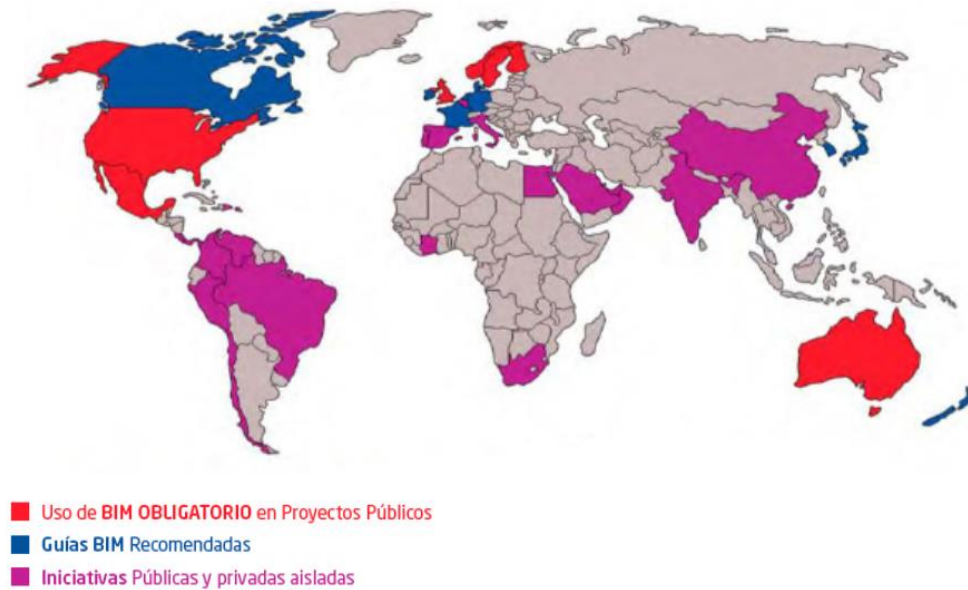 Uso de BIM OBLIGATORIO en Proyectos Públicos
Guías BIM Recomendadas
Iniciativas Públicas y privadas aisladas